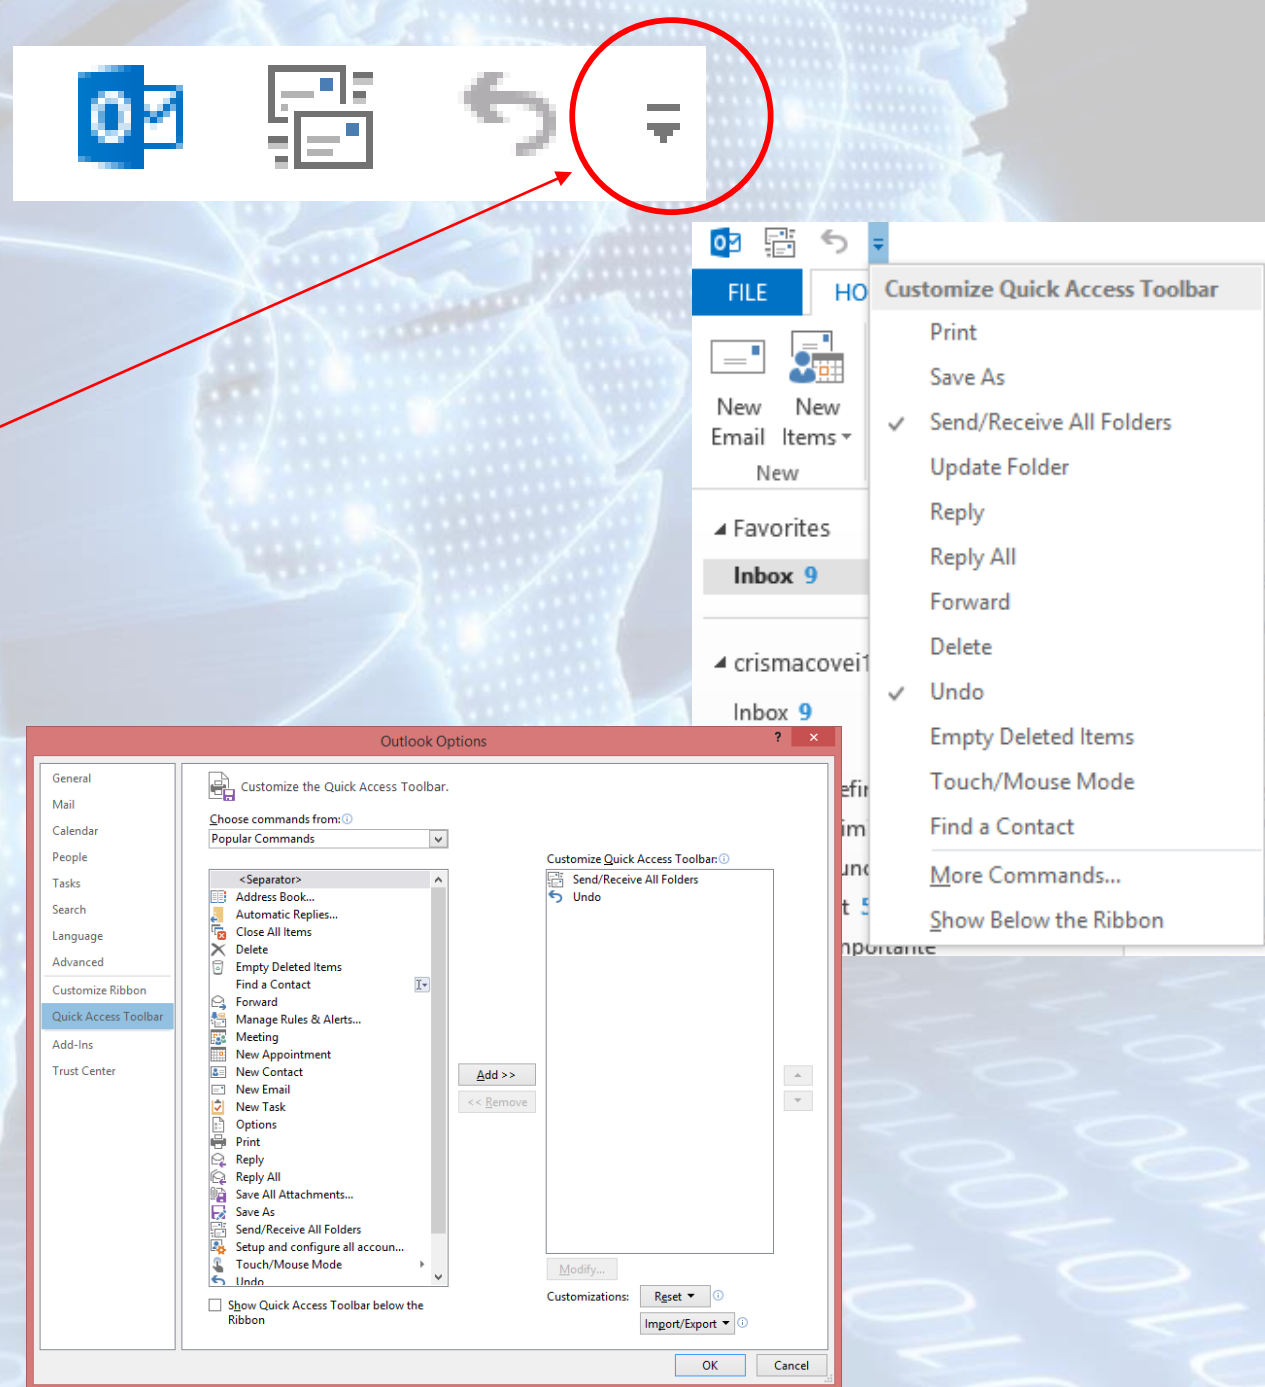 FILE
HO
New
Email
New
Items
New
Favorites
Inbox 9
crismacovei1
Inbox 9
Customize Quick Access Toolbar
Print
Save As
Send/Receive All Folders
Update Folder
Reply
Reply All
Forward
Delete
Undo
Empty Deleted Items
Touch/Mouse Mode
Find a Contact
More Commands...
Show Below the Ribbon
Outlook Options
General
Mail
Calendar
People
Tasks
Search
Language
Advanced
Customize Ribbon
Quick Access Toolbar
Add-Ins
Trust Center
Customize the Quick Access Toolbar.
Choose commands from:
Popular Commands
<Separator>
Address Book...
Automatic Replies...
Close All Items
Delete
Empty Deleted Items
Find a Contact
Forward
Manage Rules & Alerts...
Meeting
New Appointment
New Contact
New Email
New Task
Options
Print
Reply
Reply All
Save All Attachments...
Save As
Send/Receive All Folders
Setup and configure all accoun...
Touch/Mouse Mode
Undo
Show Quick Access Toolbar below the
Ribbon
Add >>
<< Remove
Customize Quick Access Toolbar:
Send/Receive All Folders
Undo
Modify...
Customizations:
Reset
Import/Export
OK
Cancel